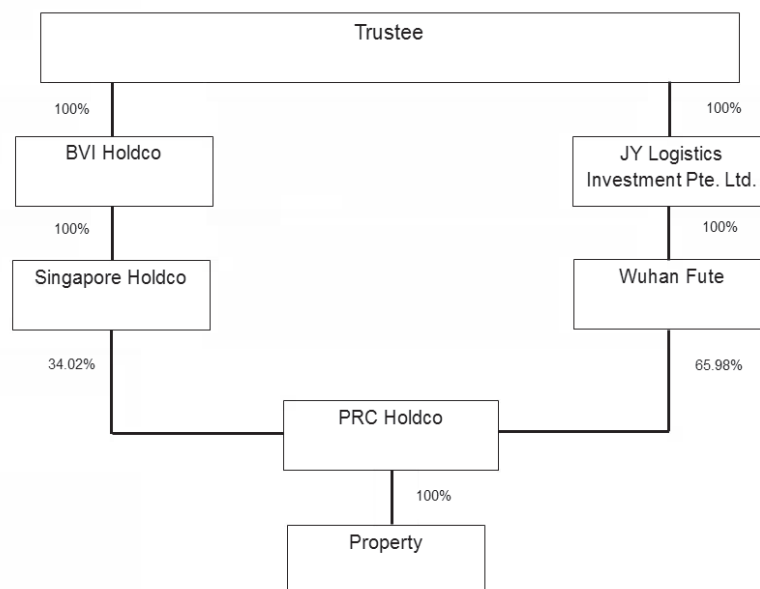 Trustee
100%
100%
BVI Holdco
JY Logistics
Investment Pte. Ltd.
100%
100%
Singapore Holdco
Wuhan Fute
34.02%
65.98%
PRC Holdco
100%
Property